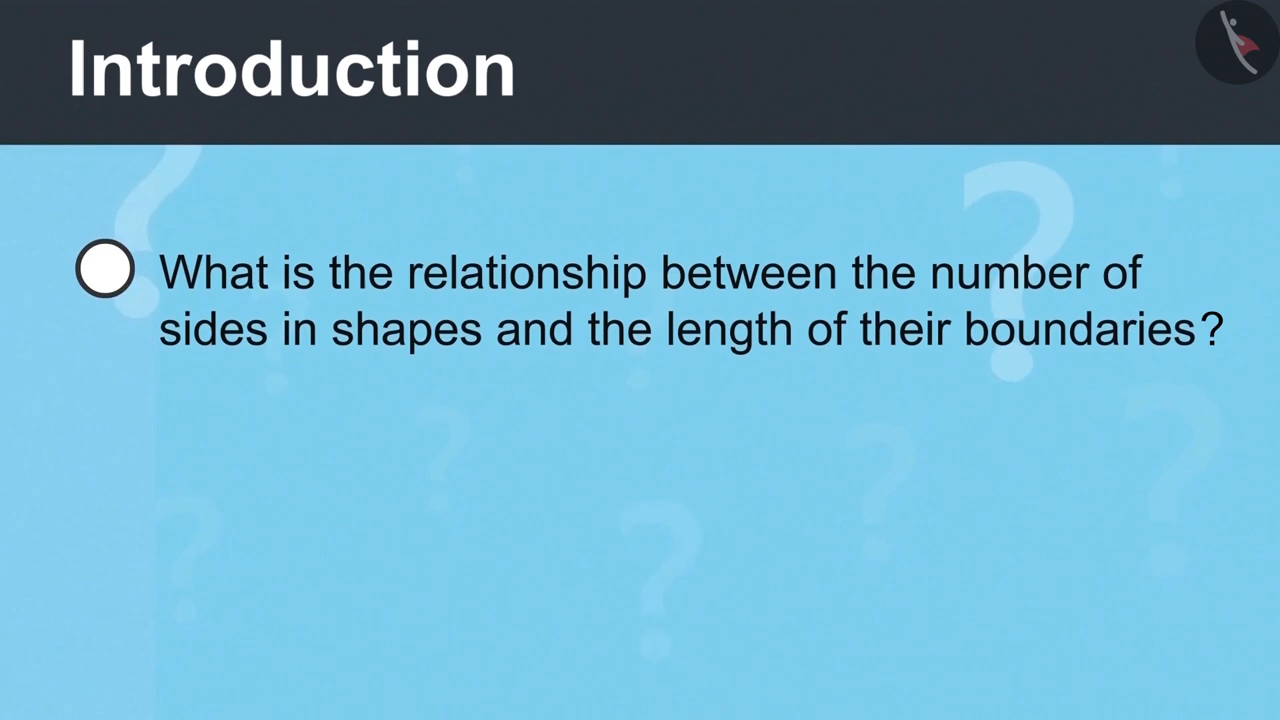 Introduction
What is the relationship between the number of
sides in shapes and the length of their boundaries?